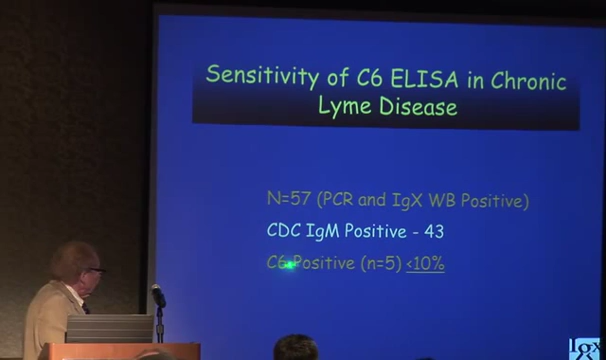 Sensitivity of C6 ELISA in Chronic
Lyme Disease
N=57 (PCR and IgX WB Positive)
CDC IgM Positive - 43
C6 Positive (n=5) <10%
Igx